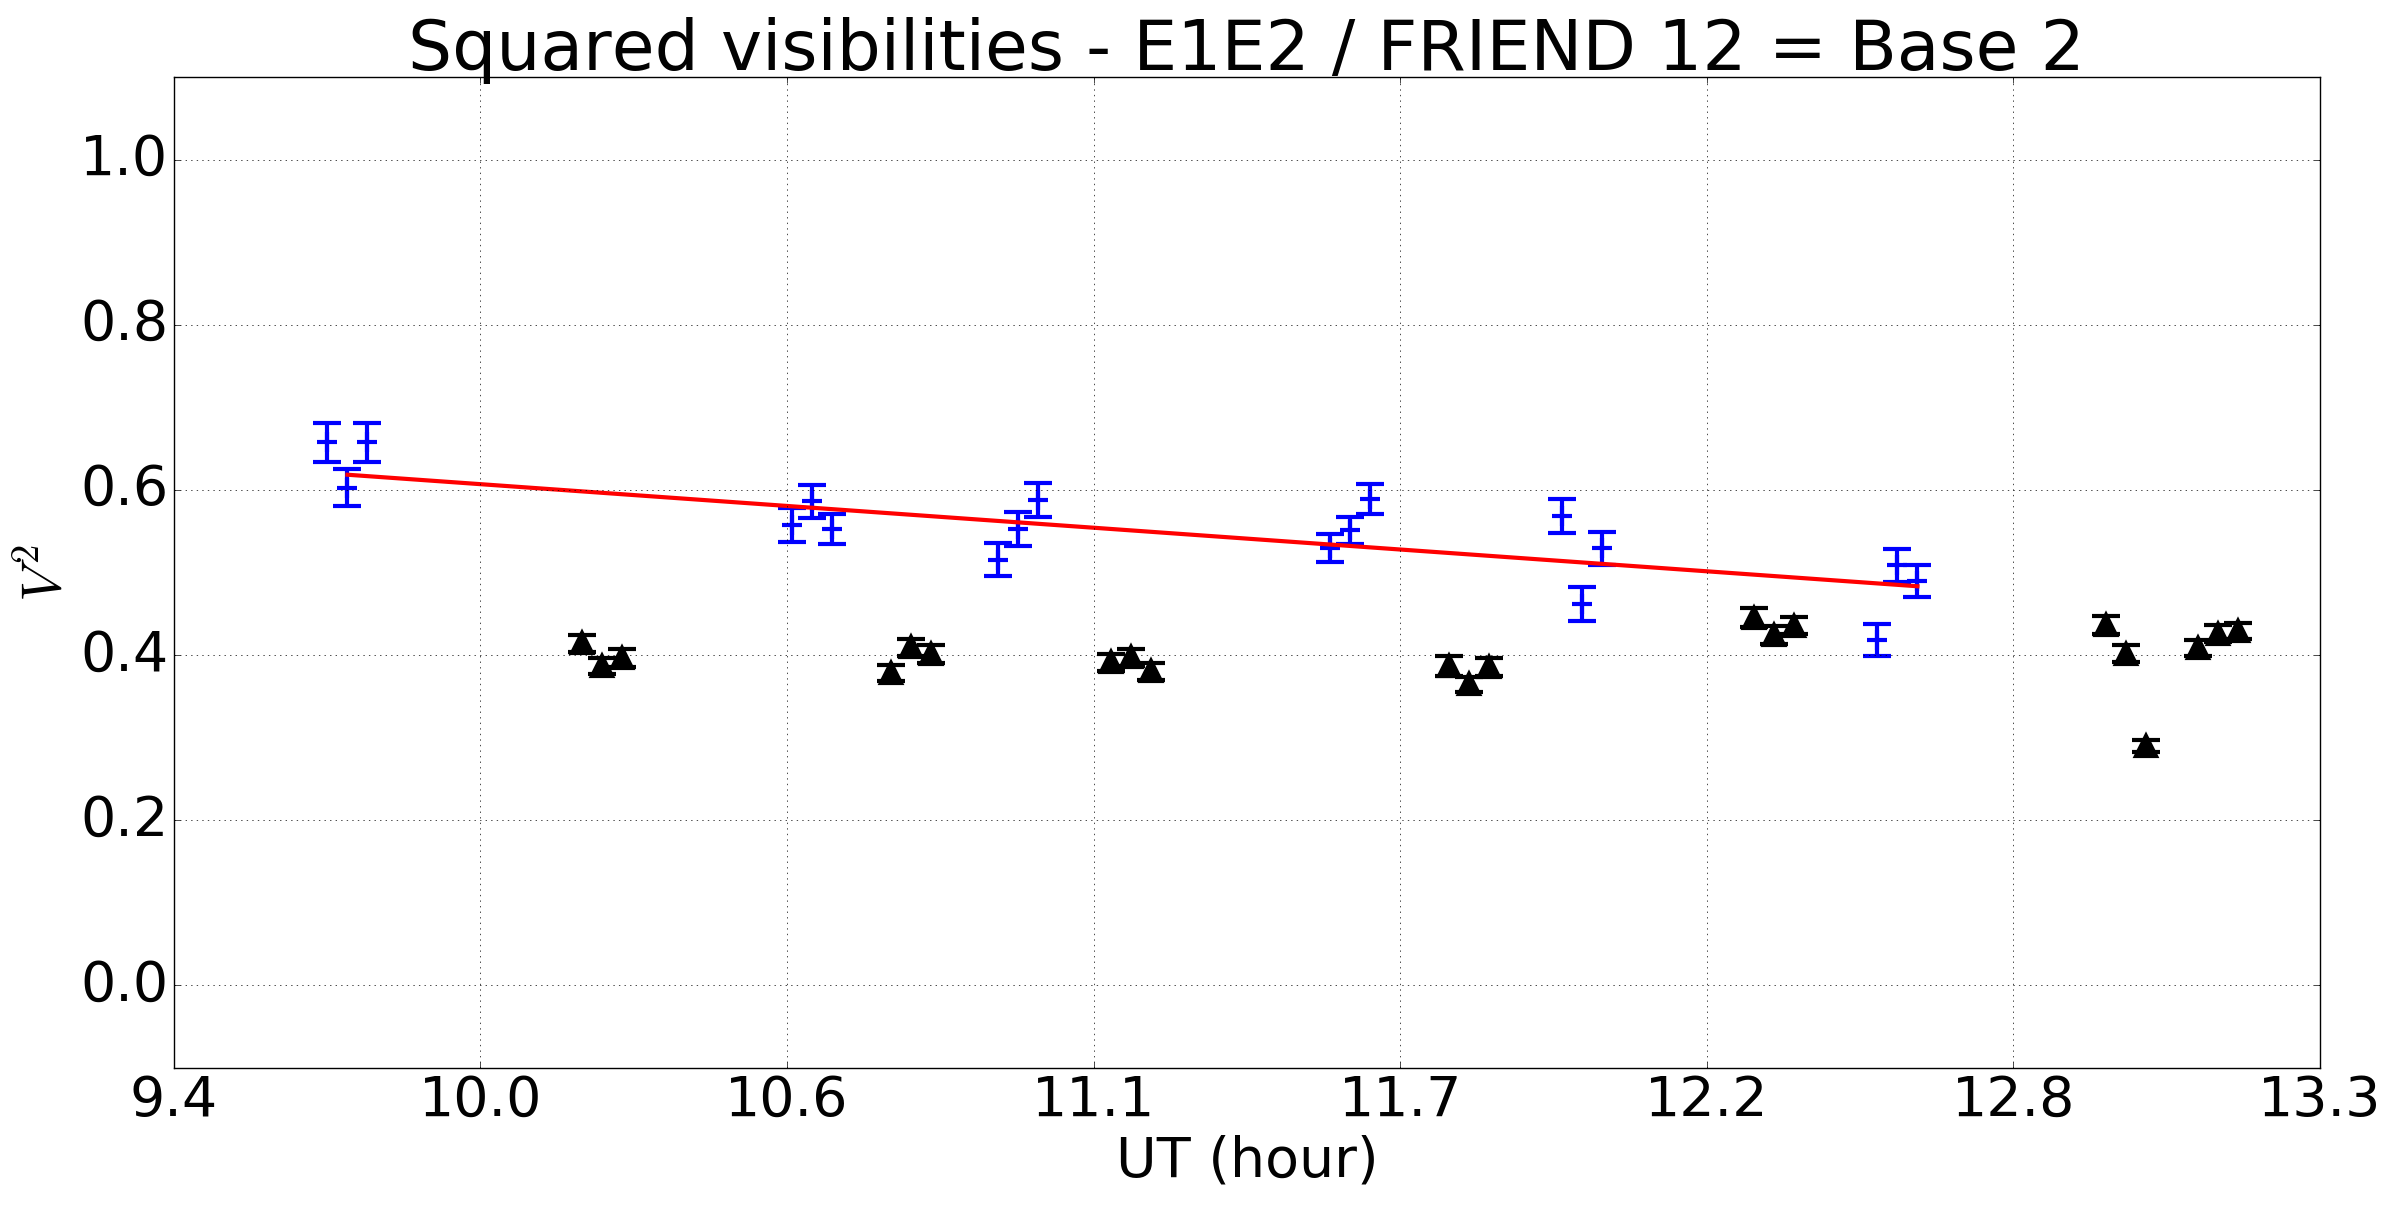 Squared visibilities - E1E2 / FRIEND 12 = Base 2
1.0
0.8
0.6
0.4
0.2
0.0
V²
9.4 10.0 10.6 11.1 11.7 12.2 12.8 13.3
UT (hour)